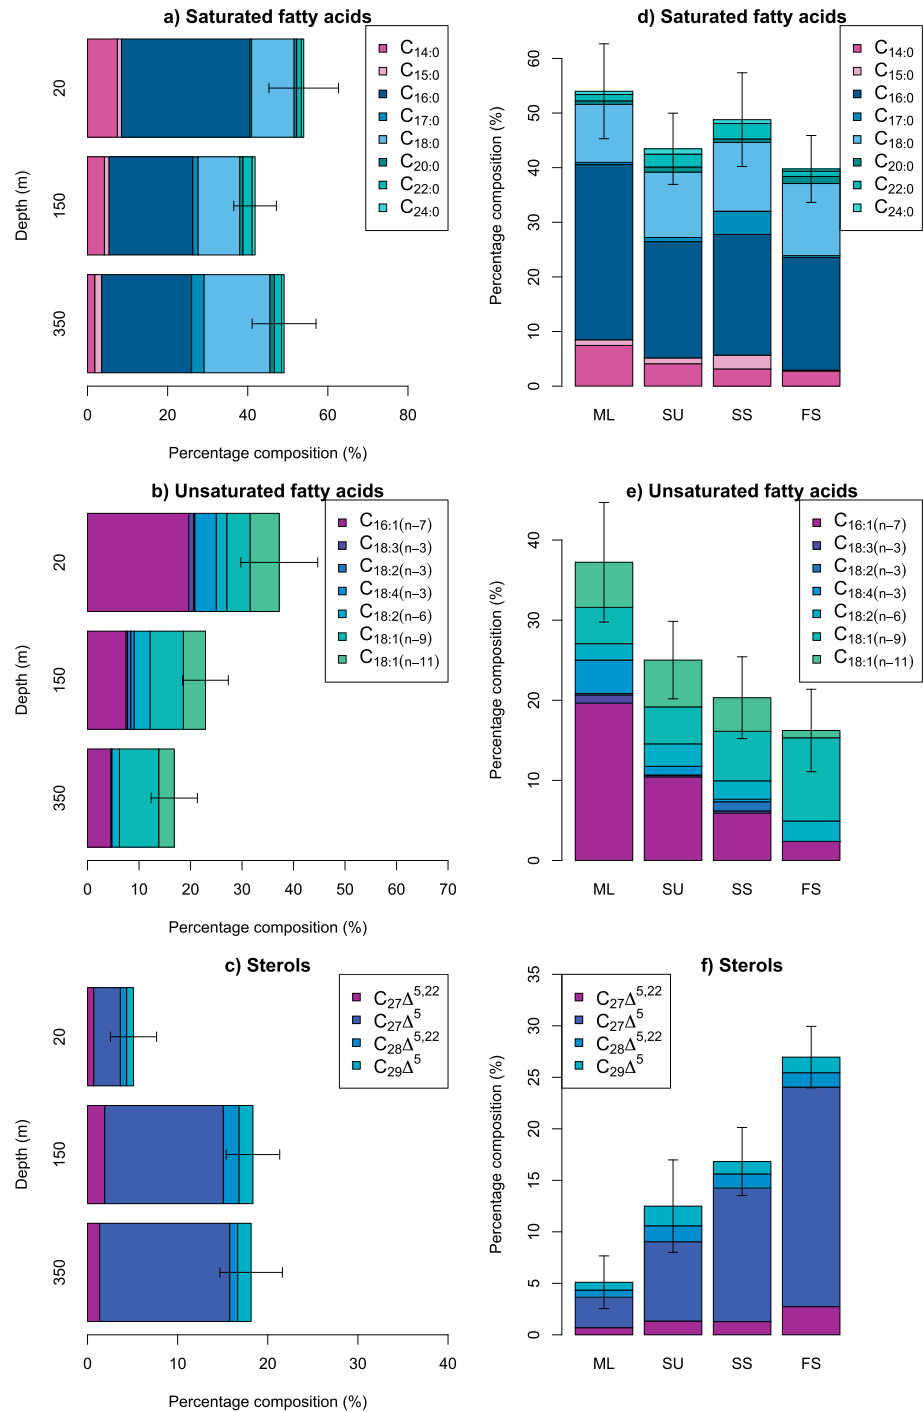 a) Saturated fatty acids
C14:0
C15:0
C16:0
C17:0
C18:0
C20:0
C22:0
C24:0
Depth (m)
20
150
350
0 20 40 60 80
Percentage composition (%)
d) Saturated fatty acids
C14:0
C15:0
C16:0
C17:0
C18:0
C20:0
C22:0
C24:0
Percentage composition (%)
60
50
40
30
20
10
0
ML SU SS FS
b) Unsaturated fatty acids
C16:1(n−7)
C18:3(n−3)
C18:2(n−3)
C18:4(n−3)
C18:2(n−6)
C18:1(n−9)
C18:1(n−11)
Depth (m)
20
150
350
0 10 20 30 40 50 60 70
Percentage composition (%)
e) Unsaturated fatty acids
C16:1(n−7)
C18:3(n−3)
C18:2(n−3)
C18:4(n−3)
C18:2(n−6)
C18:1(n−9)
C18:1(n−11)
Percentage composition (%)
40
30
20
10
0
ML SU SS FS
c) Sterols
C27Δ5,22
C27Δ5
C28Δ5,22
C29Δ5
Depth (m)
20
150
350
0 10 20 30 40
Percentage composition (%)
f) Sterols
C27Δ5,22
C27Δ5
C28Δ5,22
C29Δ5
Percentage composition (%)
35
30
25
20
15
10
5
0
ML SU SS FS